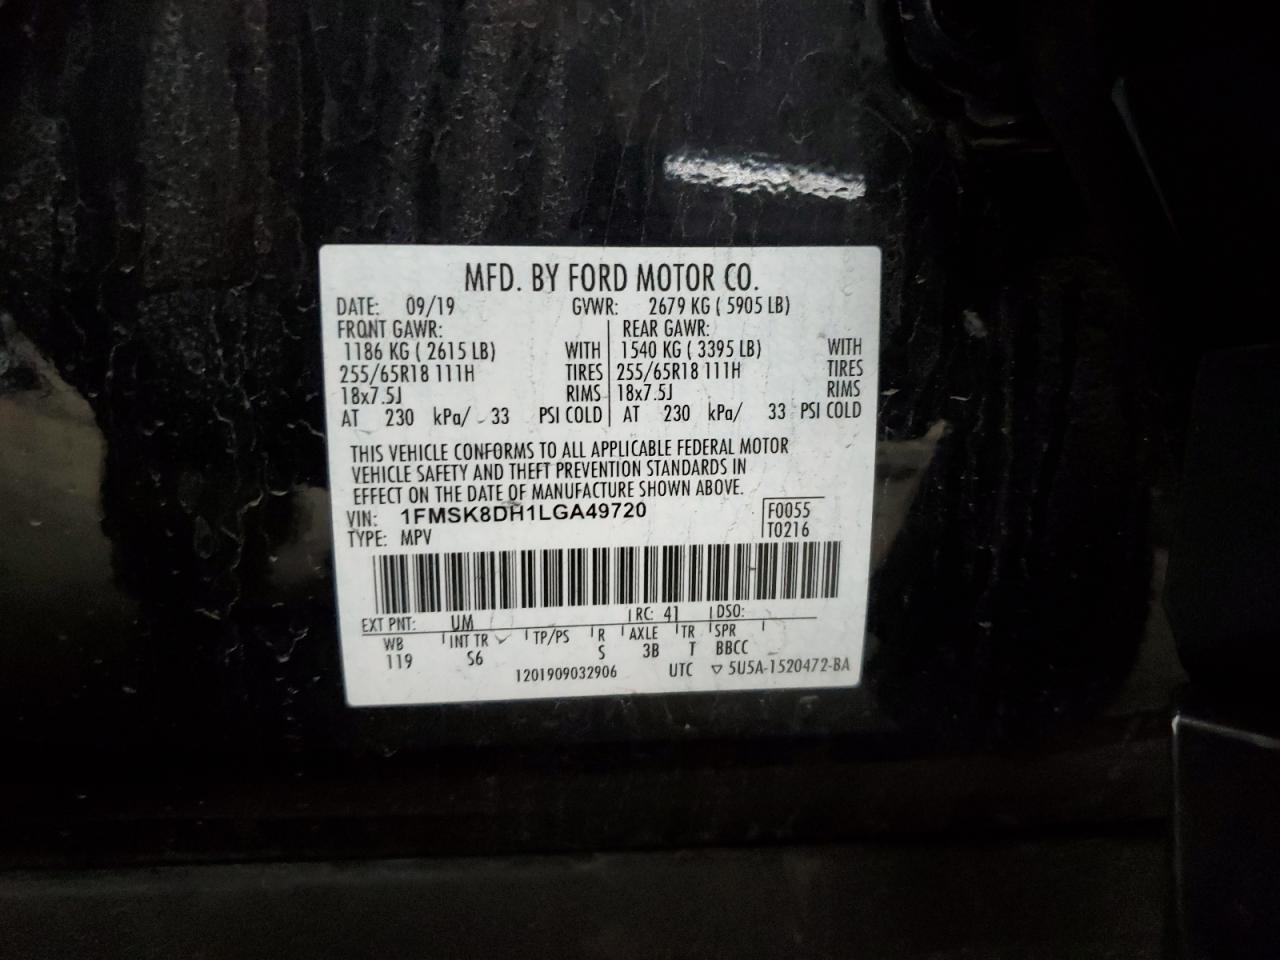 MFD. BY FORD MOTOR CO.
DATE: 09/19 GVWR: 2679 KG ( 5905 LB)
FRONT GAWR: REAR GAWR:
1186 KG ( 2615 LB) WITH 1540 KG ( 3395 LB) WITH
255/65R18 111H TIRES 255/65R18 111H TIRES
18x7.5J RIMS 18x7.5J RIMS
AT 230 kPa/ 33 PSI COLD AT 230 kPa/ 33 PSI COLD
THIS VEHICLE CONFORMS TO ALL APPLICABLE FEDERAL MOTOR
VEHICLE SAFETY AND THEFT PREVENTION STANDARDS IN
EFFECT ON THE DATE OF MANUFACTURE SHOWN ABOVE.
VIN: 1FMSK8DH1LGA49720 F0055
TYPE: MPV T0216
EXT PNT: UM RC: 41 DSO:
WB INT TR TP/PS R AXLE TR SPR
119 S6 S 3B T BBCC
1201909032906 UTC ▽ 5U5A-1520472-BA